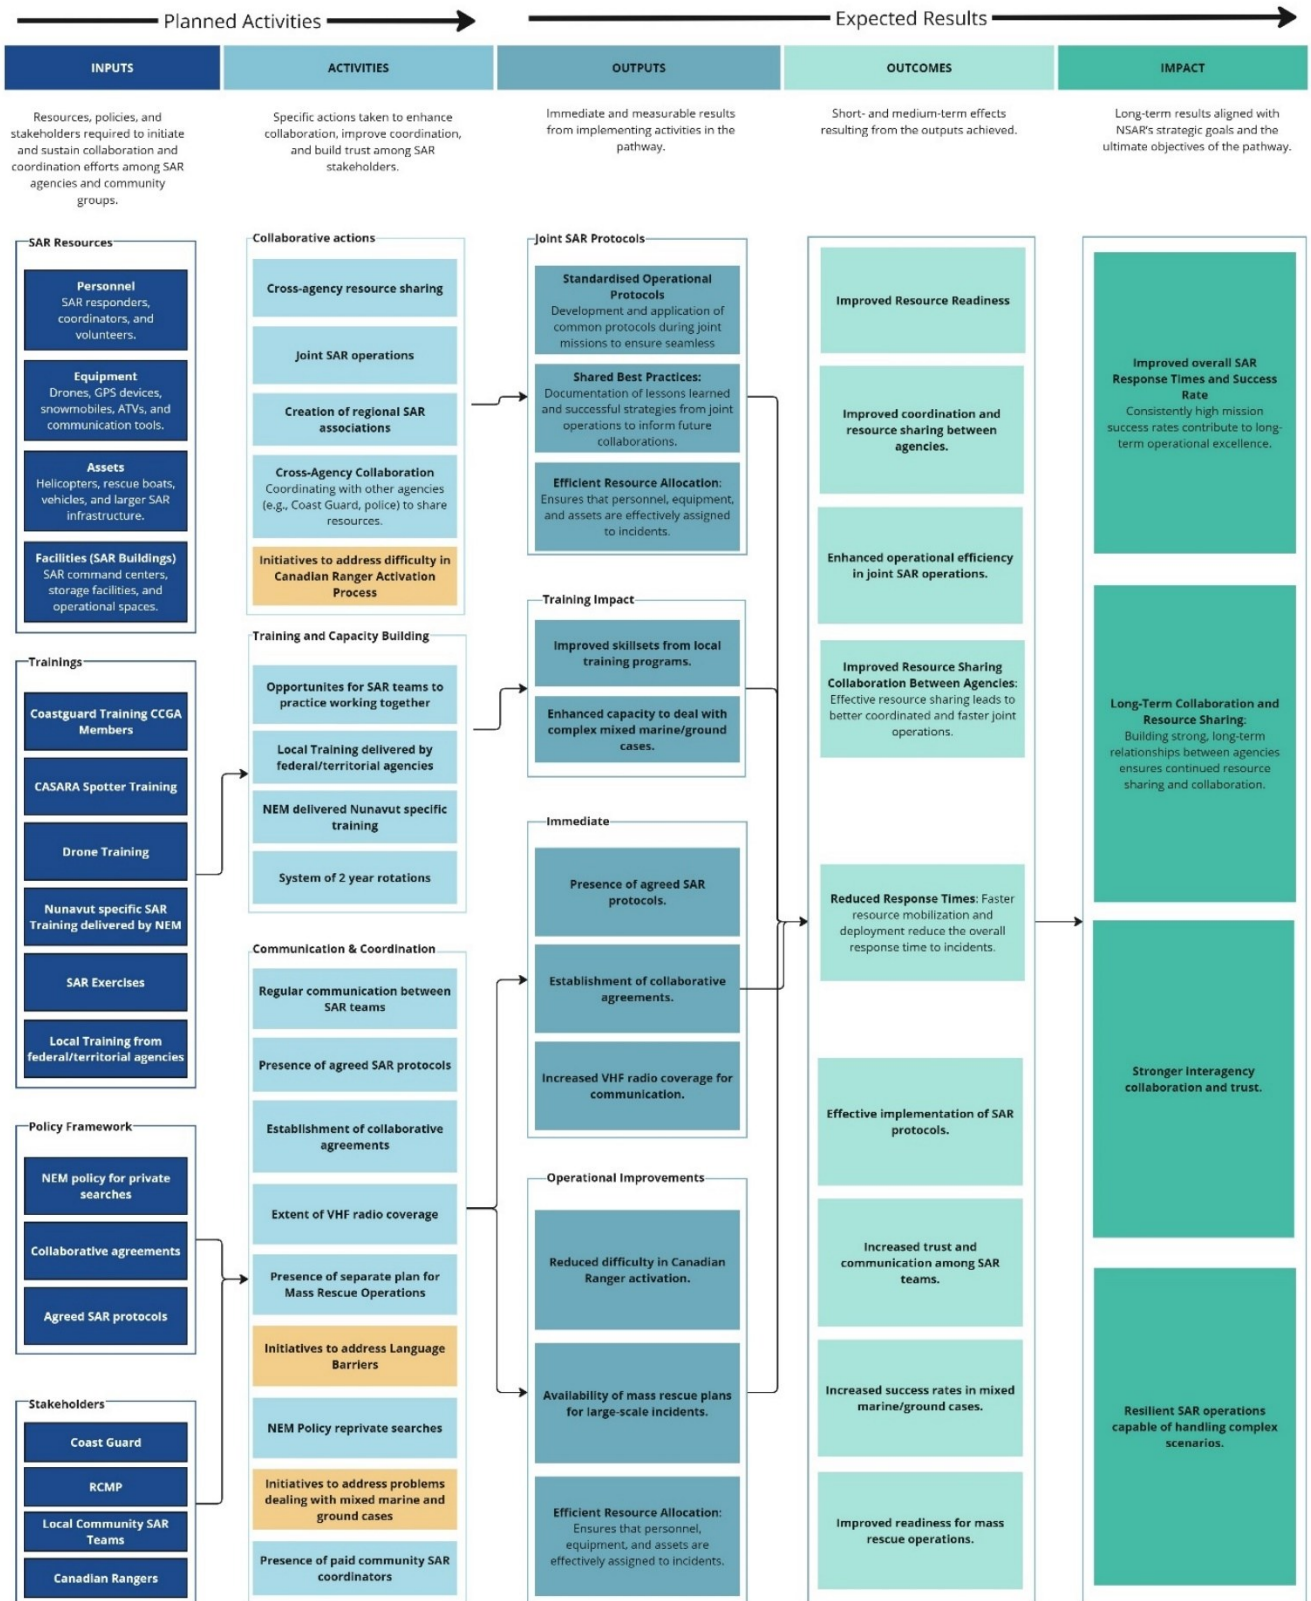 Planned Activities
Expected Results
INPUTS
ACTIVITIES
OUTPUTS
OUTCOMES
IMPACT
Resources, policies, and
stakeholders required to initiate
and sustain collaboration and
coordination efforts among SAR
agencies and community
groups.
Specific actions taken to enhance
collaboration, improve coordination,
and build trust among SAR
stakeholders.
Immediate and measurable results
from implementing activities in the
pathway.
Short- and medium-term effects
resulting from the outputs achieved.
Long-term results aligned with
NSAR's strategic goals and the
ultimate objectives of the pathway.
SAR Resources
Personnel
SAR responders,
coordinators, and
volunteers.
Equipment
Drones, GPS devices,
snowmobiles, ATVs, and
communication tools.
Assets
Helicopters, rescue boats,
vehicles, and larger SAR
infrastructure.
Facilities (SAR Buildings)
SAR command centers,
storage facilities, and
operational spaces.
Trainings
Coastguard Training CCGA
Members
CASARA Spotter Training
Drone Training
Nunavut specific SAR
Training delivered by NEM
SAR Exercises
Local Training from
federal/territorial agencies
Policy Framework
NEM policy for private
searches
Collaborative agreements
Agreed SAR protocols
Stakeholders
Coast Guard
RCMP
Local Community SAR
Teams
Canadian Rangers
Collaborative actions
Cross-agency resource sharing
Joint SAR operations
Creation of regional SAR
associations
Cross-Agency Collaboration
Coordinating with other agencies
(e.g., Coast Guard, police) to share
resources.
Initiatives to address difficulty in
Canadian Ranger Activation
Process
Training and Capacity Building
Opportunites for SAR teams to
practice working together
Local Training delivered by
federal/territorial agencies
NEM delivered Nunavut specific
training
System of 2 year rotations
Communication & Coordination
Regular communication between
SAR teams
Presence of agreed SAR protocols
Establishment of collaborative
agreements
Extent of VHF radio coverage
Presence of separate plan for
Mass Rescue Operations
Initiatives to address Language
Barriers
NEM Policy reprivate searches
Initiatives to address problems
dealing with mixed marine and
ground cases
Presence of paid community SAR
coordinators
Joint SAR Protocols
Standardised Operational
Protocols
Development and application of
common protocols during joint
missions to ensure seamless
Shared Best Practices:
Documentation of lessons learned
and successful strategies from joint
operations to inform future
collaborations.
Efficient Resource Allocation:
Ensures that personnel, equipment,
and assets are effectively assigned
to incidents.
Training Impact
Improved skillsets from local
training programs.
Enhanced capacity to deal with
complex mixed marine/ground
cases.
Immediate
Presence of agreed SAR
protocols.
Establishment of collaborative
agreements.
Increased VHF radio coverage for
communication.
Operational Improvements
Reduced difficulty in Canadian
Ranger activation.
Availability of mass rescue plans
for large-scale incidents.
Efficient Resource Allocation:
Ensures that personnel,
equipment, and assets are
effectively assigned to incidents.
Improved Resource Readiness
Improved coordination and
resource sharing between
agencies.
Enhanced operational efficiency
in joint SAR operations.
Improved Resource Sharing
Collaboration Between Agencies:
Effective resource sharing leads to
better coordinated and faster joint
operations.
Reduced Response Times: Faster
resource mobilization and
deployment reduce the overall
response time to incidents.
Effective implementation of SAR
protocols.
Increased trust and
communication among SAR
teams.
Increased success rates in mixed
marine/ground cases.
Improved readiness for mass
rescue operations.
Improved overall SAR
Response Times and Success
Rate
Consistently high mission
success rates contribute to long-
term operational excellence.
Long-Term Collaboration and
Resource Sharing:
Building strong, long-term
relationships between agencies
ensures continued resource
sharing and collaboration.
Stronger interagency
collaboration and trust.
Resilient SAR operations
capable of handling complex
scenarios.